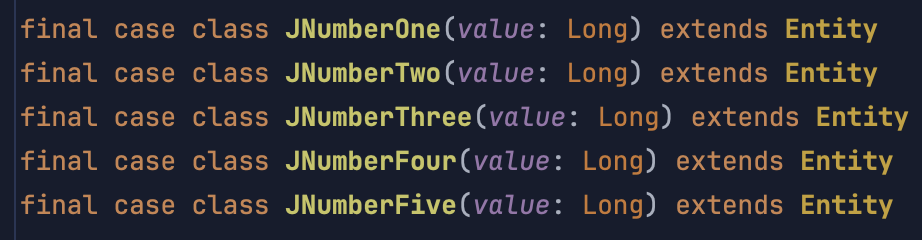 final case class JNumberOne(value: Long) extends Entity
final case class JNumberTwo(value: Long) extends Entity
final case class JNumberThree(value: Long) extends Entity
final case class JNumberFour(value: Long) extends Entity
final case class JNumberFive(value: Long) extends Entity